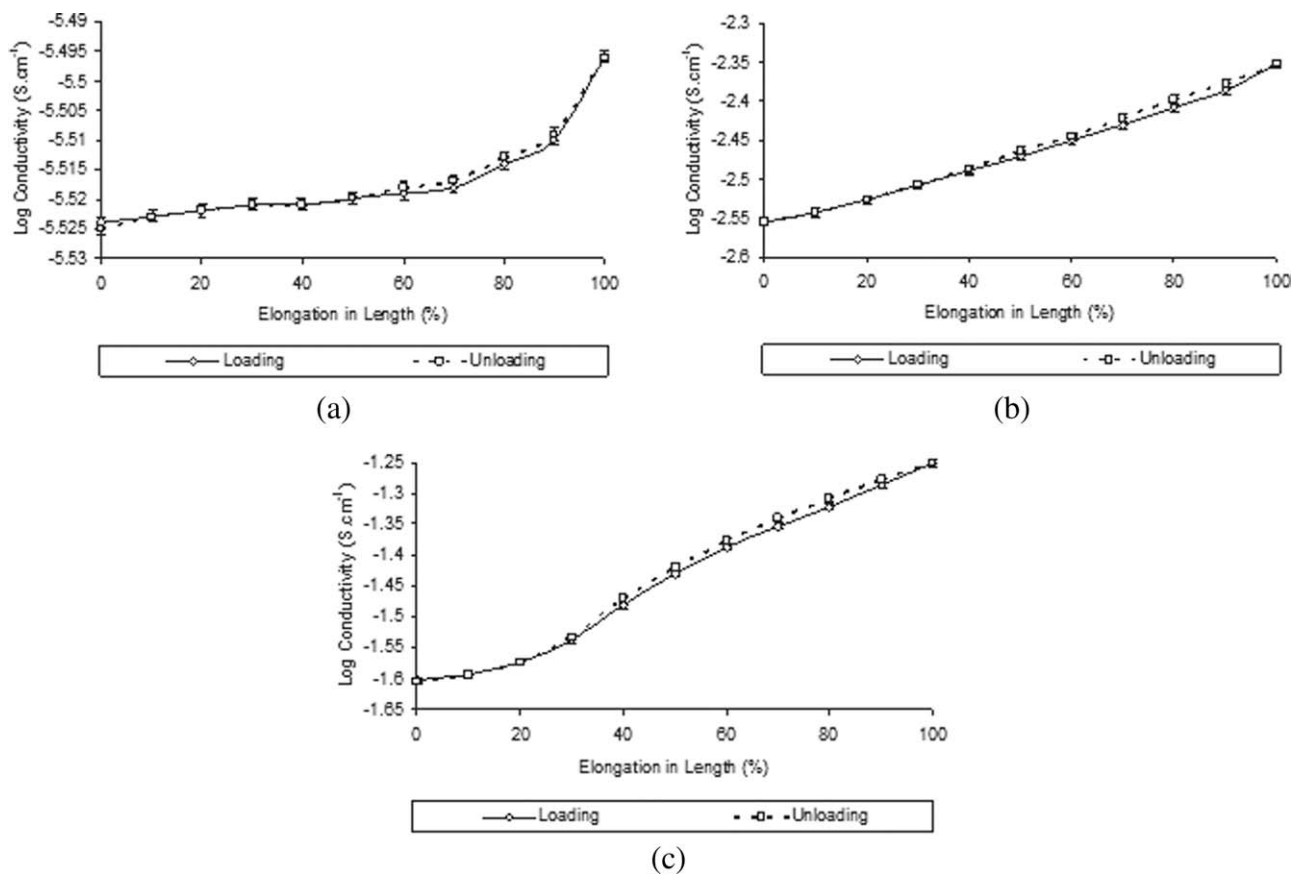 Log Conductivity (S.cm⁻¹)
-5.49
-5.495
-5.5
-5.505
-5.51
-5.515
-5.52
-5.525
-5.53
0 20 40 60 80 100
Elongation in Length (%)
Loading Unloading
(a)
Log Conductivity (S.cm⁻¹)
-2.3
-2.35
-2.4
-2.45
-2.5
-2.55
-2.6
0 20 40 60 80 100
Elongation in Length (%)
Loading Unloading
(b)
Log Conductivity (S.cm⁻¹)
-1.25
-1.3
-1.35
-1.4
-1.45
-1.5
-1.55
-1.6
-1.65
0 20 40 60 80 100
Elongation in Length (%)
Loading Unloading
(c)